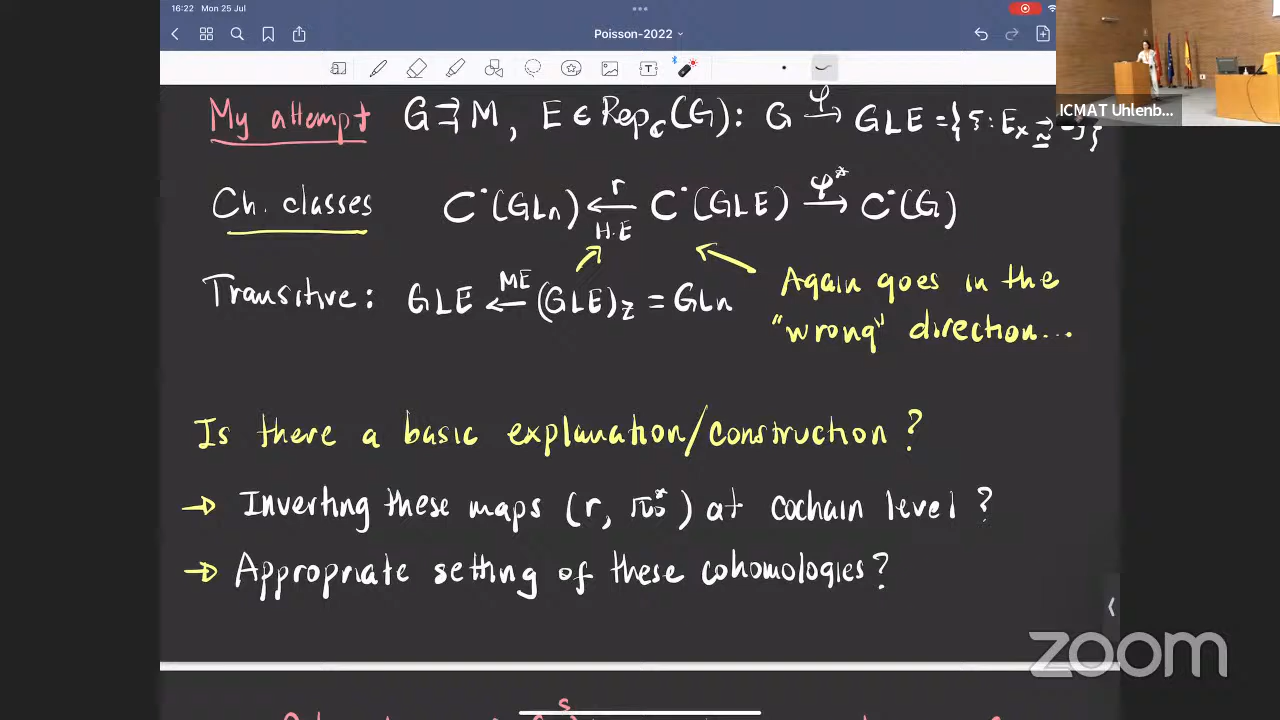 16:22 Mon 25 Jul
Poisson-2022
ICMAT Uhlenb...
My attempt G ⇉ M, E ∈ Rep_C(G): G →^φ GLE = {ξ: E_x ≃→ }
Ch. classes C˙(GLn) ←^r_{H.E} C˙(GLE) →^{φ*} C˙(G)
Transitive: GLE ←^{ME} (GLE)_Z = GLn
Again goes in the
"wrong" direction...
Is there a basic explanation/construction?
→ Inverting these maps (r, π_0^*) at cochain level?
→ Appropriate setting of these cohomologies?
zoom